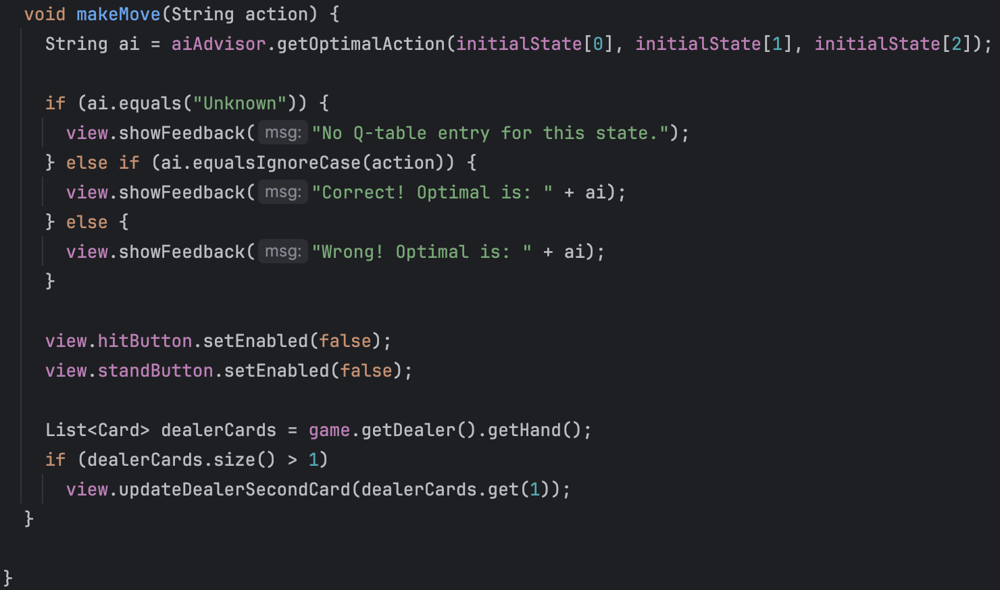 void makeMove(String action) {
String ai = aiAdvisor.getOptimalAction(initialState[0], initialState[1], initialState[2]);
if (ai.equals("Unknown")) {
view.showFeedback( msg: "No Q-table entry for this state.");
} else if (ai.equalsIgnoreCase(action)) {
view.showFeedback( msg: "Correct! Optimal is: " + ai);
} else {
view.showFeedback( msg: "Wrong! Optimal is: " + ai);
}
view.hitButton.setEnabled(false);
view.standButton.setEnabled(false);
List<Card> dealerCards = game.getDealer().getHand();
if (dealerCards.size() > 1)
view.updateDealerSecondCard(dealerCards.get(1));
}
}